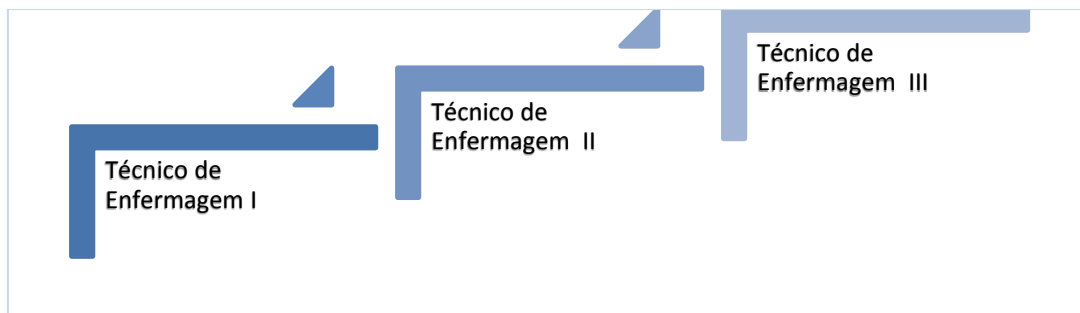 Técnico de
Enfermagem I
Técnico de
Enfermagem II
Técnico de
Enfermagem III